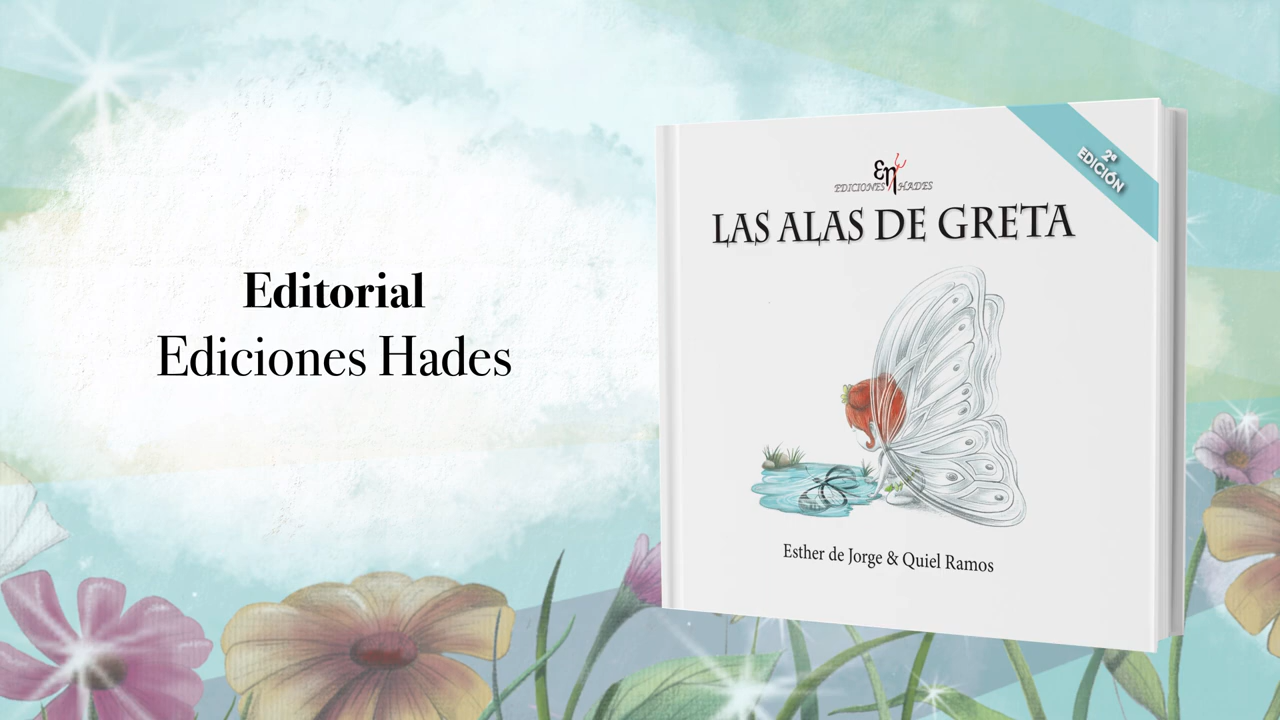 Editorial
Ediciones Hades
2ª
EDICIÓN
EDICIONES HADES
LAS ALAS DE GRETA
Esther de Jorge & Quiel Ramos